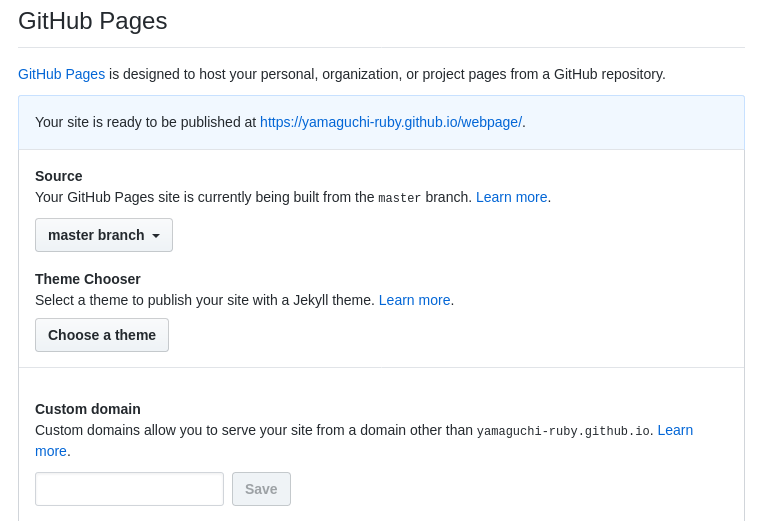 GitHub Pages
GitHub Pages is designed to host your personal, organization, or project pages from a GitHub repository.
Your site is ready to be published at https://yamaguchi-ruby.github.io/webpage/.
Source
Your GitHub Pages site is currently being built from the master branch. Learn more.
master branch
Theme Chooser
Select a theme to publish your site with a Jekyll theme. Learn more.
Choose a theme
Custom domain
Custom domains allow you to serve your site from a domain other than yamaguchi-ruby.github.io. Learn
more.
Save